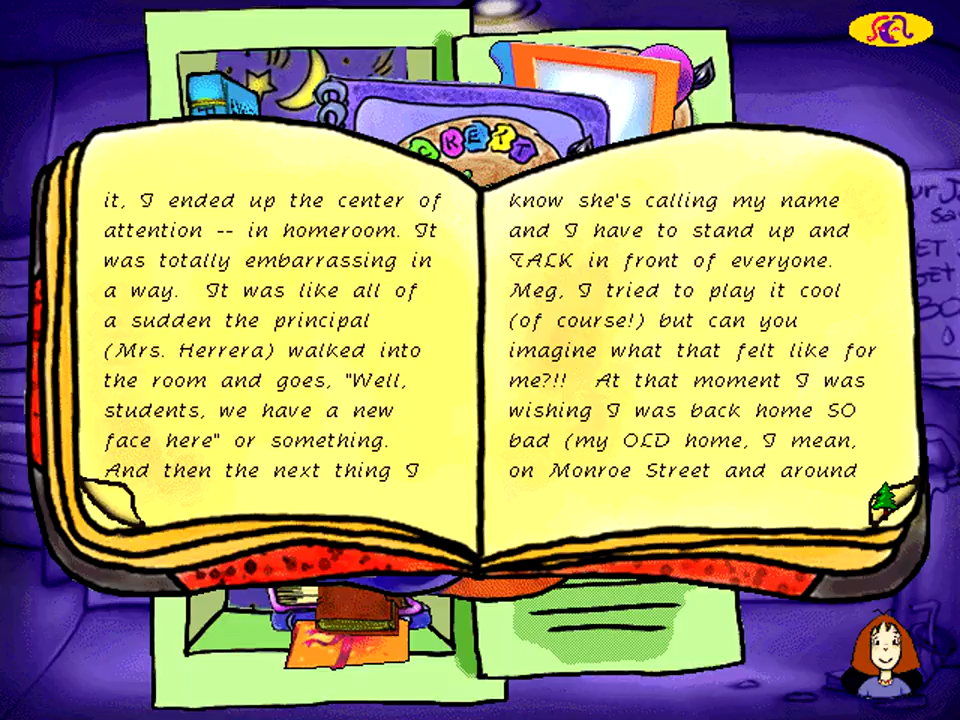 CKETT
it, I ended up the center of
attention -- in homeroom. It
was totally embarrassing in
a way. It was like all of
a sudden the principal
(Mrs. Herrera) walked into
the room and goes, "Well,
students, we have a new
face here" or something.
And then the next thing I
know she's calling my name
and I have to stand up and
TALK in front of everyone.
Meg, I tried to play it cool
(of course!) but can you
imagine what that felt like for
me?!! At that moment I was
wishing I was back home SO
bad (my OLD home, I mean,
on Monroe Street and around